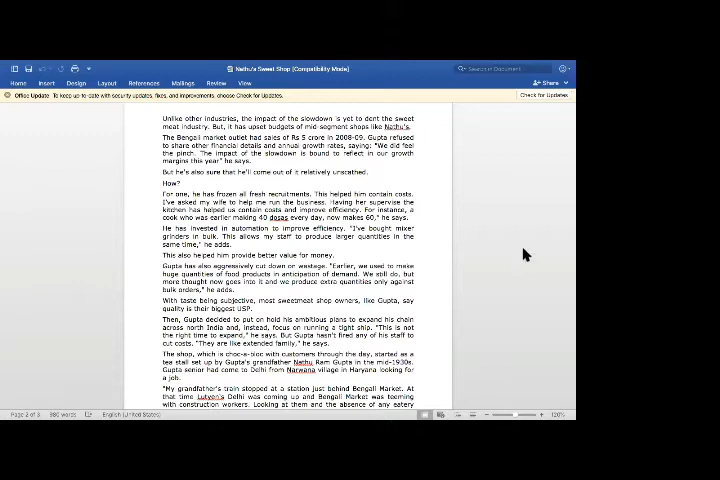 Nathu's Sweet Shop [Compatibility Mode]
Search in Document
Home Insert Design Layout References Mailings Review View
Share
Office Update To keep up-to-date with security updates, fixes, and improvements, choose Check for Updates.
Check for Updates
Unlike other industries, the impact of the slowdown is yet to dent the sweet
meat industry. But, it has upset budgets of mid-segment shops like Nathu's.
The Bengali market outlet had sales of Rs 5 crore in 2008-09. Gupta refused
to share other financial details and annual growth rates, saying: "We did feel
the pinch. The impact of the slowdown is bound to reflect in our growth
margins this year" he says.
But he's also sure that he'll come out of it relatively unscathed.
How?
For one, he has frozen all fresh recruitments. This helped him contain costs.
I've asked my wife to help me run the business. Having her supervise the
kitchen has helped us contain costs and improve efficiency. For instance, a
cook who was earlier making 40 dosas every day, now makes 60," he says.
He has invested in automation to improve efficiency. "I've bought mixer
grinders in bulk. This allows my staff to produce larger quantities in the
same time," he adds.
This also helped him provide better value for money.
Gupta has also aggressively cut down on wastage. "Earlier, we used to make
huge quantities of food products in anticipation of demand. We still do, but
more thought now goes into it and we produce extra quantities only against
bulk orders," he adds.
With taste being subjective, most sweetmeat shop owners, like Gupta, say
quality is their biggest USP.
Then, Gupta decided to put on hold his ambitious plans to expand his chain
across north India and, instead, focus on running a tight ship. "This is not
the right time to expand," he says. But Gupta hasn't fired any of his staff to
cut costs. "They are like extended family," he says.
The shop, which is choc-a-bloc with customers through the day, started as a
tea stall set up by Gupta's grandfather Nathu Ram Gupta in the mid-1930s.
Gupta senior had come to Delhi from Narwana village in Haryana looking for
a job.
"My grandfather's train stopped at a station just behind Bengali Market. At
that time Lutyen's Delhi was coming up and Bengali Market was teeming
with construction workers. Looking at them and the absence of any eatery
Page 2 of 3 980 words English (United States) 120%